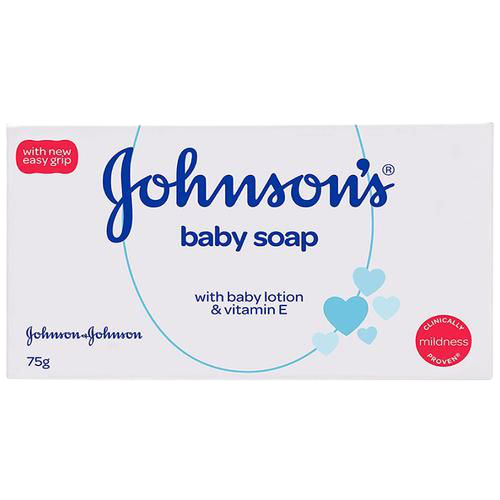 with new
easy grip
Johnson's®
baby soap
with baby lotion
& vitamin E
Johnson & Johnson
75g
CLINICALLY
mildness
PROVEN®